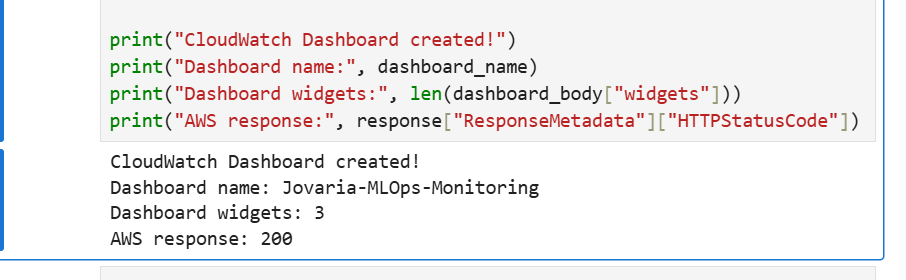 print("CloudWatch Dashboard created!")
print("Dashboard name:", dashboard_name)
print("Dashboard widgets:", len(dashboard_body["widgets"]))
print("AWS response:", response["ResponseMetadata"]["HTTPStatusCode"])
CloudWatch Dashboard created!
Dashboard name: Jovaria-MLOps-Monitoring
Dashboard widgets: 3
AWS response: 200